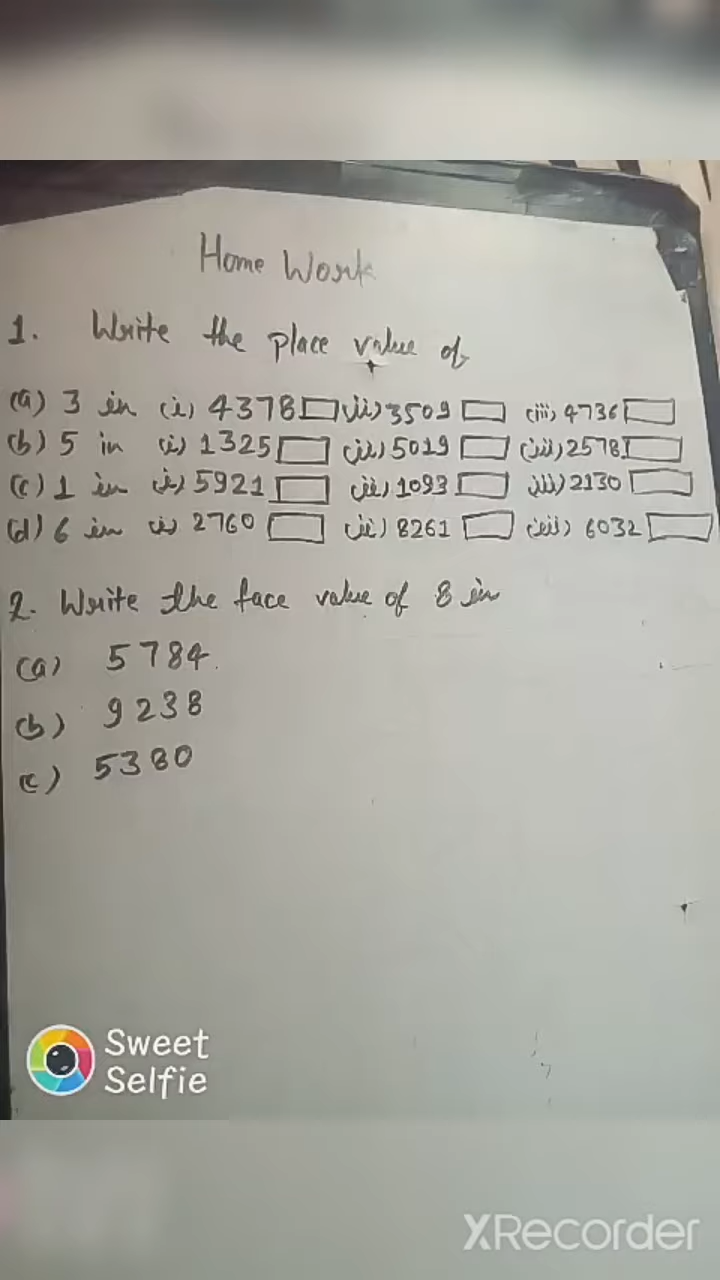 Home Work
1. Write the place value of
(a) 3 in (i) 4378 (ii) 3509 (iii) 4736
(b) 5 in (i) 1325 (ii) 5019 (iii) 2578
(c) 1 in (i) 5921 (ii) 1093 (iii) 2130
(d) 6 in (i) 2760 (ii) 8261 (iii) 6032
2. Write the face value of 8 in
(a) 5784
(b) 9238
(c) 5380
Sweet
Selfie
XRecorder